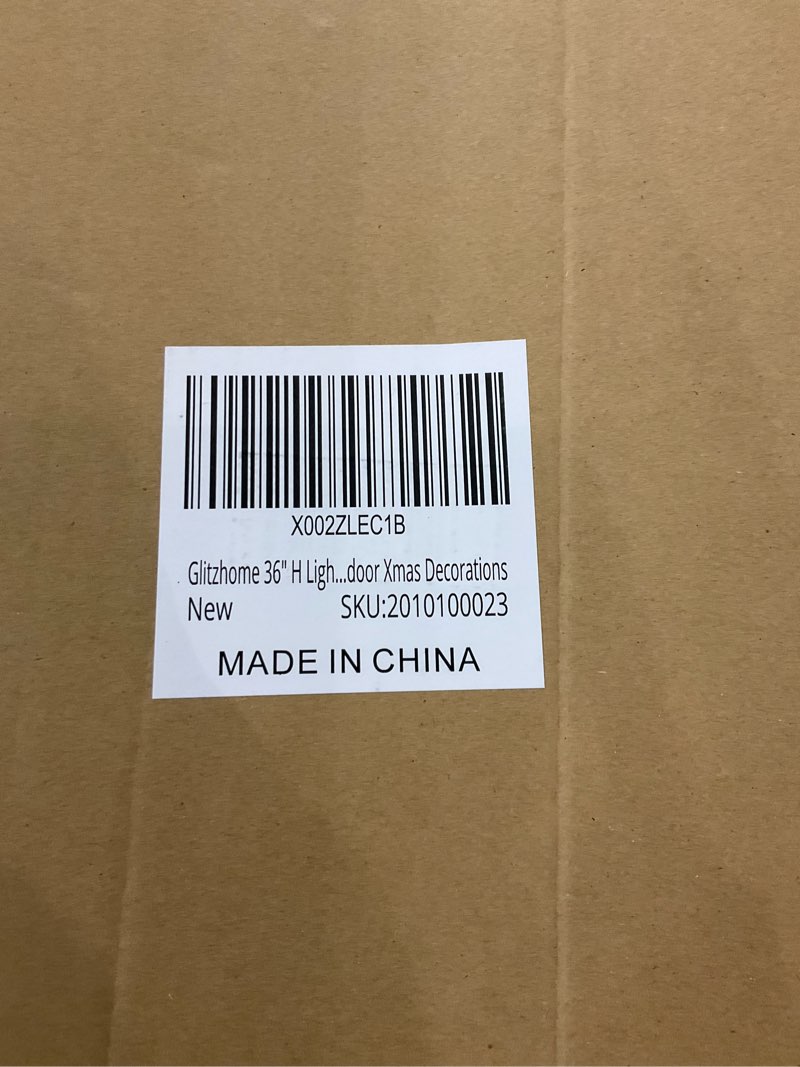 X002ZLEC1B
Glitzhome 36" H Ligh...door Xmas Decorations
New SKU:2010100023
MADE IN CHINA